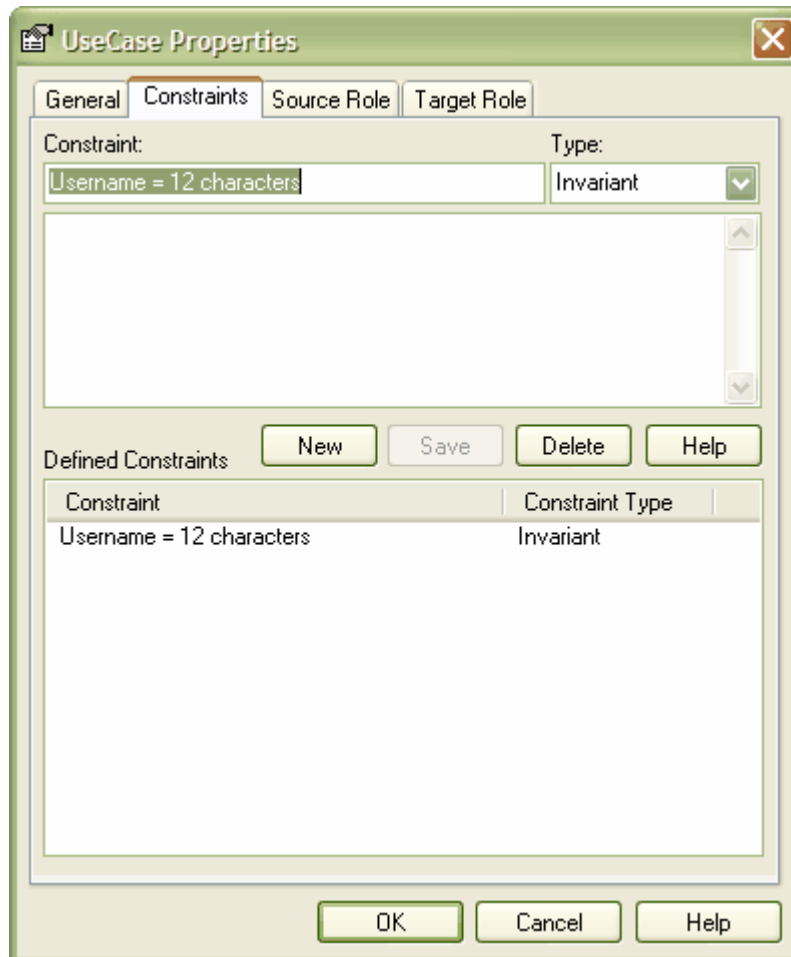 UseCase Properties
General Constraints Source Role Target Role
Constraint: Type:
Username = 12 characters Invariant
Defined Constraints New Save Delete Help
Constraint Constraint Type
Username = 12 characters Invariant
OK Cancel Help